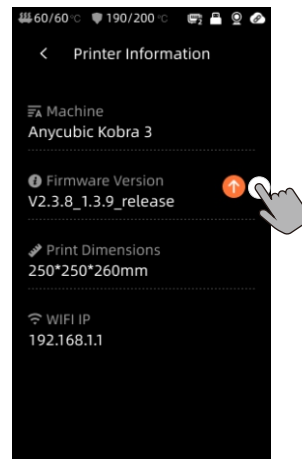 60/60°C 190/200°C
Printer Information
Machine
Anycubic Kobra 3
Firmware Version
V2.3.8_1.3.9_release
Print Dimensions
250*250*260mm
WIFI IP
192.168.1.1